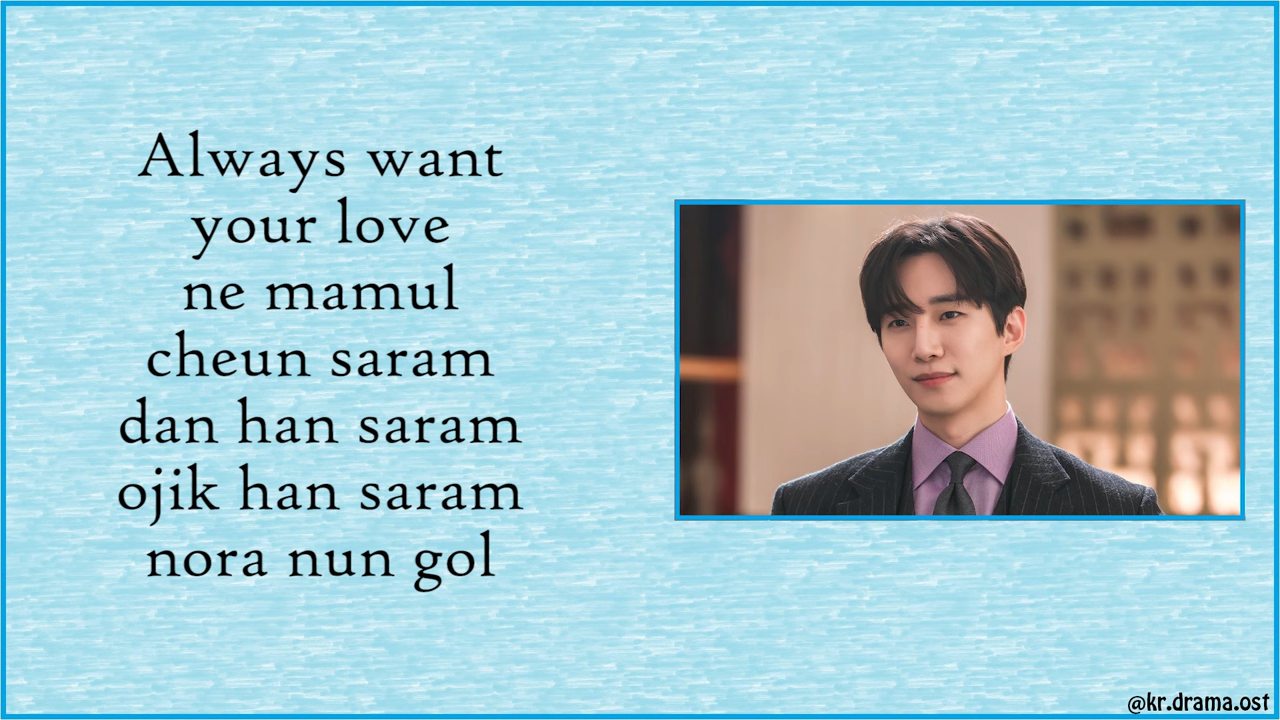 Always want
your love
ne mamul
cheun saram
dan han saram
ojik han saram
nora nun gol
@kr.drama.ost